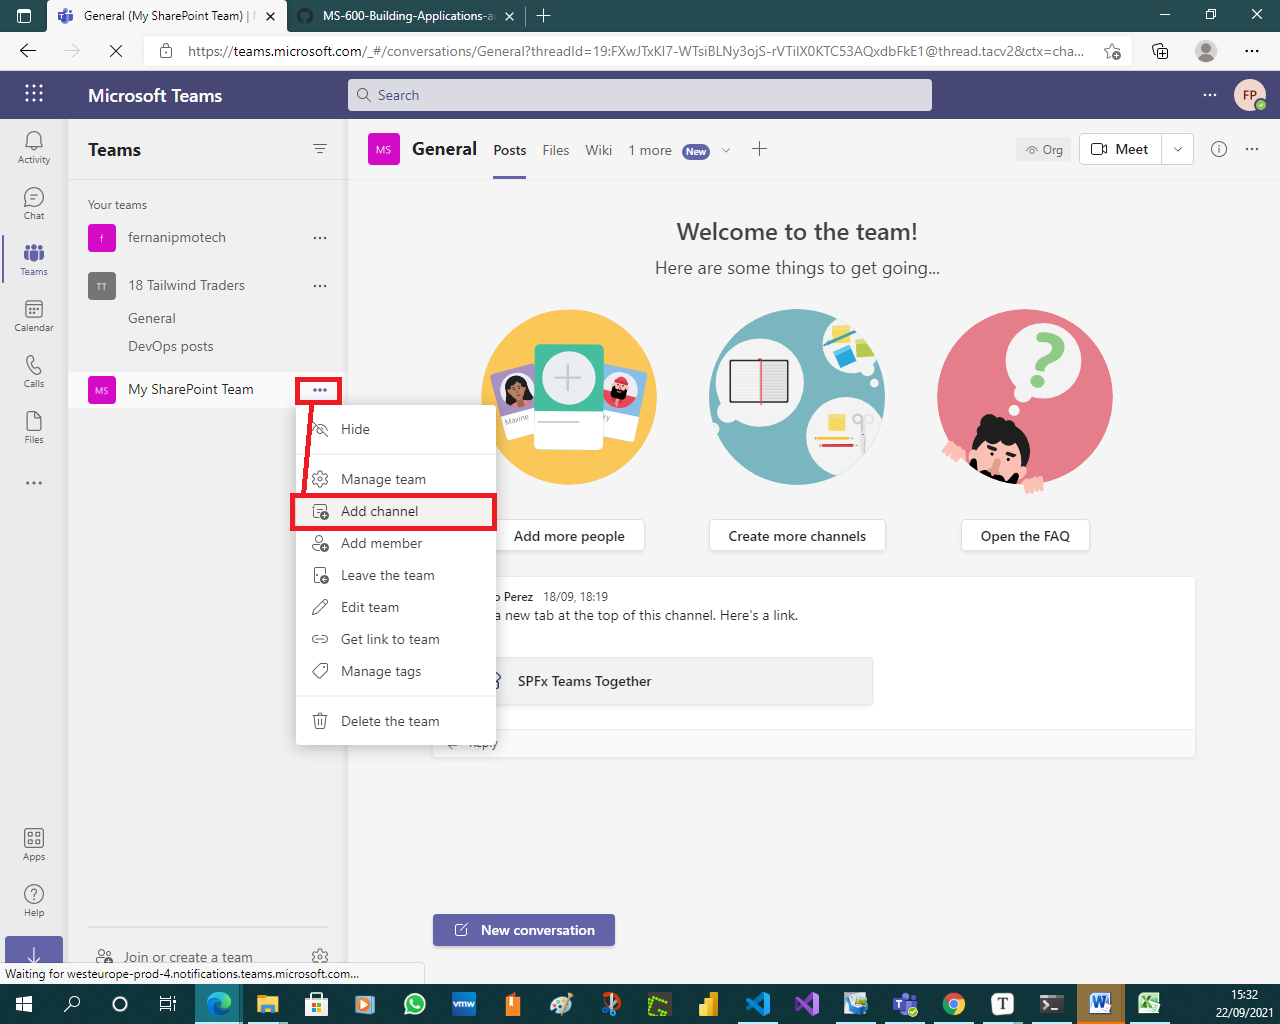 General (My SharePoint Team) | M
MS-600-Building-Applications-a
https://teams.microsoft.com/_#/conversations/General?threadId=19:FXwJTxKI7-WTsiBLNy3ojS-rVTilX0KTC53AQxdbFkE1@thread.tacv2&ctx=cha...
Microsoft Teams
Search
FP
Activity
Chat
Teams
Calendar
Calls
Files
Apps
Help
Teams
Your teams
f
fernanipmotech
TT
18 Tailwind Traders
General
DevOps posts
MS
My SharePoint Team
Hide
Manage team
Add channel
Add member
Leave the team
Edit team
Get link to team
Manage tags
Delete the team
Join or create a team
MS
General
Posts
Files
Wiki
1 more
New
Org
Meet
Welcome to the team!
Here are some things to get going...
Maxine
Add more people
Create more channels
Open the FAQ
Perez 18/09, 18:19
a new tab at the top of this channel. Here's a link.
SPFx Teams Together
Reply
New conversation
Waiting for westeurope-prod-4.notifications.teams.microsoft.com...
vmw
15:32
22/09/2021